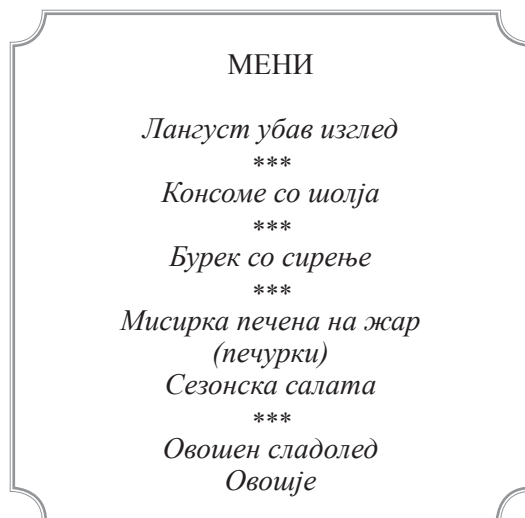 МЕНИ
Лангуст убав изглед
***
Консоме со шолја
***
Бурек со сирење
***
Мисирка печена на жар
(печурки)
Сезонска салата
***
Овошен сладолед
Овошје